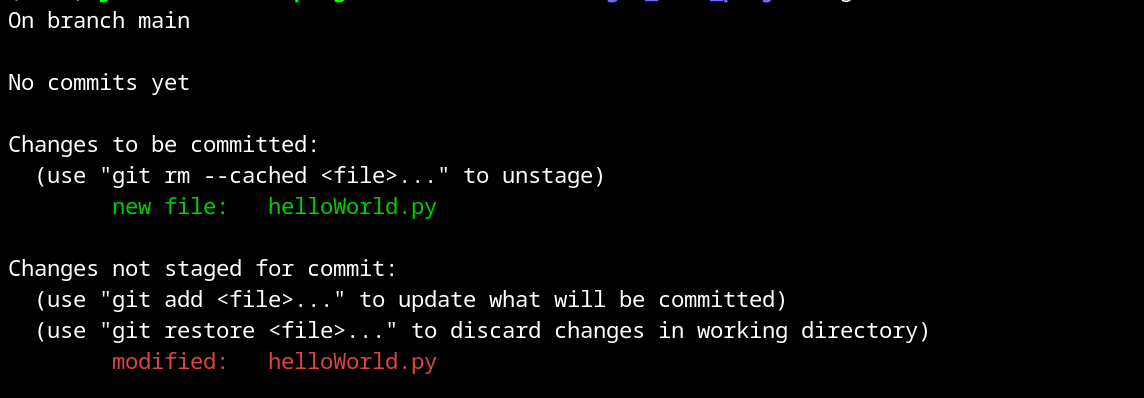 On branch main
No commits yet
Changes to be committed:
(use "git rm --cached <file>..." to unstage)
new file:   helloWorld.py
Changes not staged for commit:
(use "git add <file>..." to update what will be committed)
(use "git restore <file>..." to discard changes in working directory)
modified:   helloWorld.py